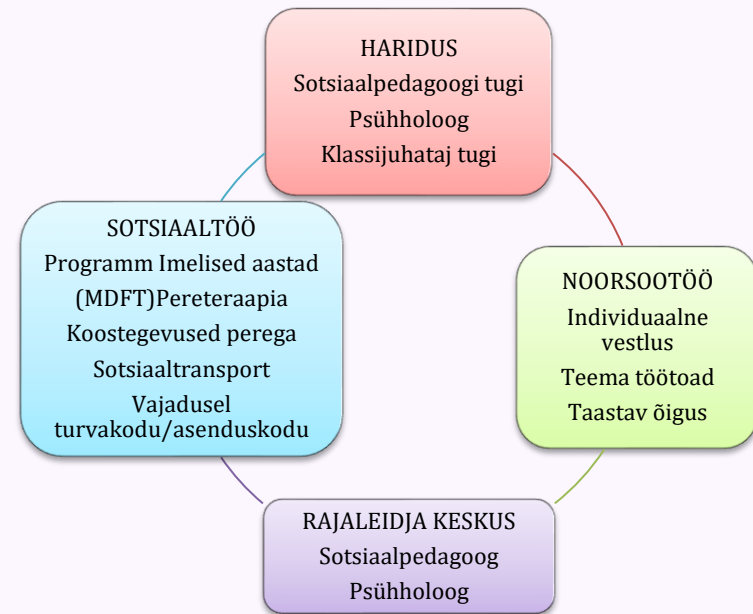 HARIDUS
Sotsiaalpedagoogi tugi
Psühholoog
Klassijuhataj tugi
SOTSIAALTÖÖ
Programm Imelised aastad
(MDFT)Pereteraapia
Koostegevused perega
Sotsiaaltransport
Vajadusel
turvakodu/asenduskodu
NOORSOOTÖÖ
Individuaalne
vestlus
Teema töötoad
Taastav õigus
RAJALEIDJA KESKUS
Sotsiaalpedagoog
Psühholoog